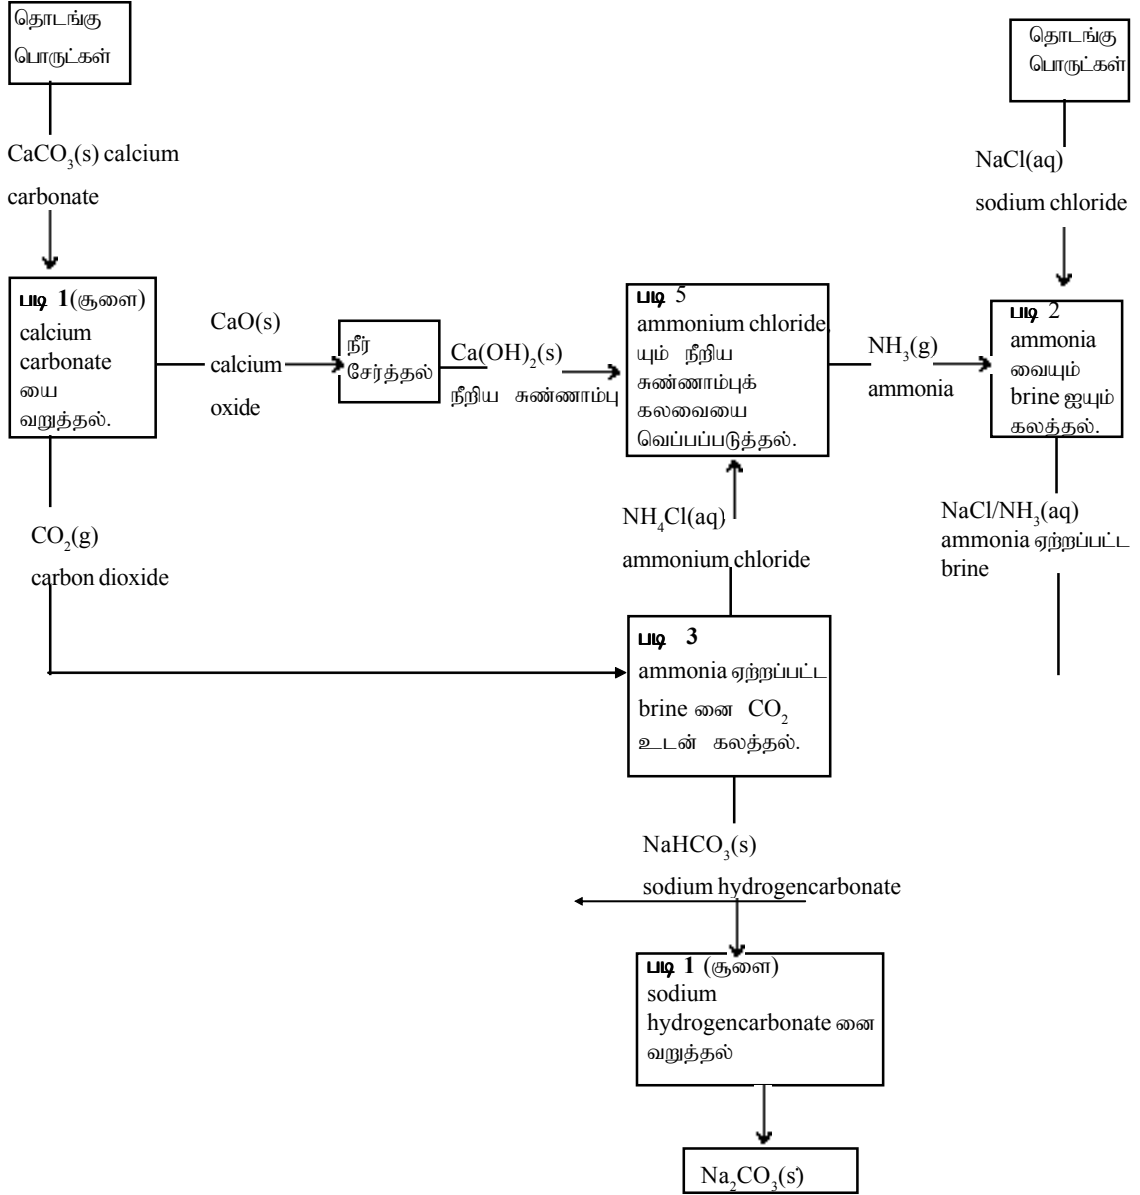 தொடங்கு
பொருட்கள்
CaCO₃(s) calcium
carbonate
தொடங்கு
பொருட்கள்
NaCl(aq)
sodium chloride
படி 1(சூளை)
calcium
carbonate
யை
வறுத்தல்.
CaO(s)
calcium
oxide
நீர்
சேர்த்தல்
Ca(OH)₂(s)
நீறிய சுண்ணாம்பு
படி 5
ammonium chloride,
யும் நீறிய
சுண்ணாம்புக்
கலவையை
வெப்பப்படுத்தல்.
NH₃(g)
ammonia
படி 2
ammonia
வையும்
brine ஐயும்
கலத்தல்.
CO₂(g)
carbon dioxide
NH₄Cl(aq)
ammonium chloride
NaCl/NH₃(aq)
ammonia ஏற்றப்பட்ட
brine
படி 3
ammonia ஏற்றப்பட்ட
brine னை CO₂
உடன் கலத்தல்.
NaHCO₃(s)
sodium hydrogencarbonate
படி 1 (சூளை)
sodium
hydrogencarbonate னை
வறுத்தல்
Na₂CO₃(s)